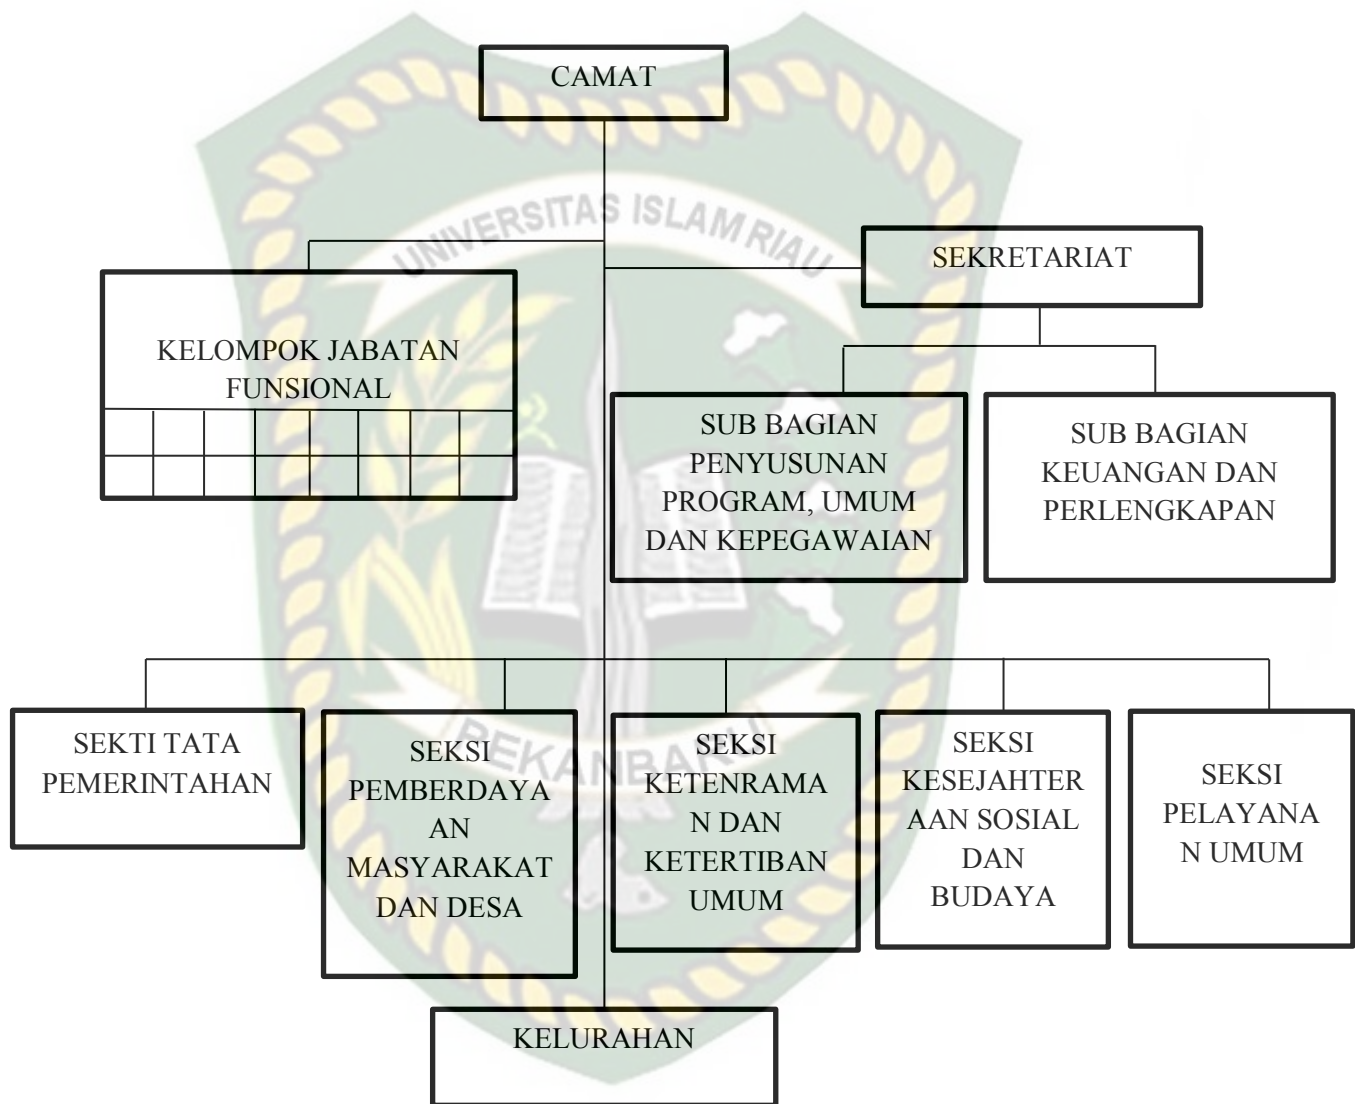 CAMAT
UNIVERSITAS ISLAM RIAU
SEKRETARIAT
KELOMPOK JABATAN
FUNSIONAL
SUB BAGIAN
PENYUSUNAN
PROGRAM, UMUM
DAN KEPEGAWAIAN
SUB BAGIAN
KEUANGAN DAN
PERLENGKAPAN
SEKTI TATA
PEMERINTAHAN
SEKSI
PEMBERDAYA
AN
MASYARAKAT
DAN DESA
SEKSI
KETENRAMA
N DAN
KETERTIBAN
UMUM
SEKSI
KESEJAHTER
AAN SOSIAL
DAN
BUDAYA
SEKSI
PELAYANA
N UMUM
PEKANBARU
KELURAHAN